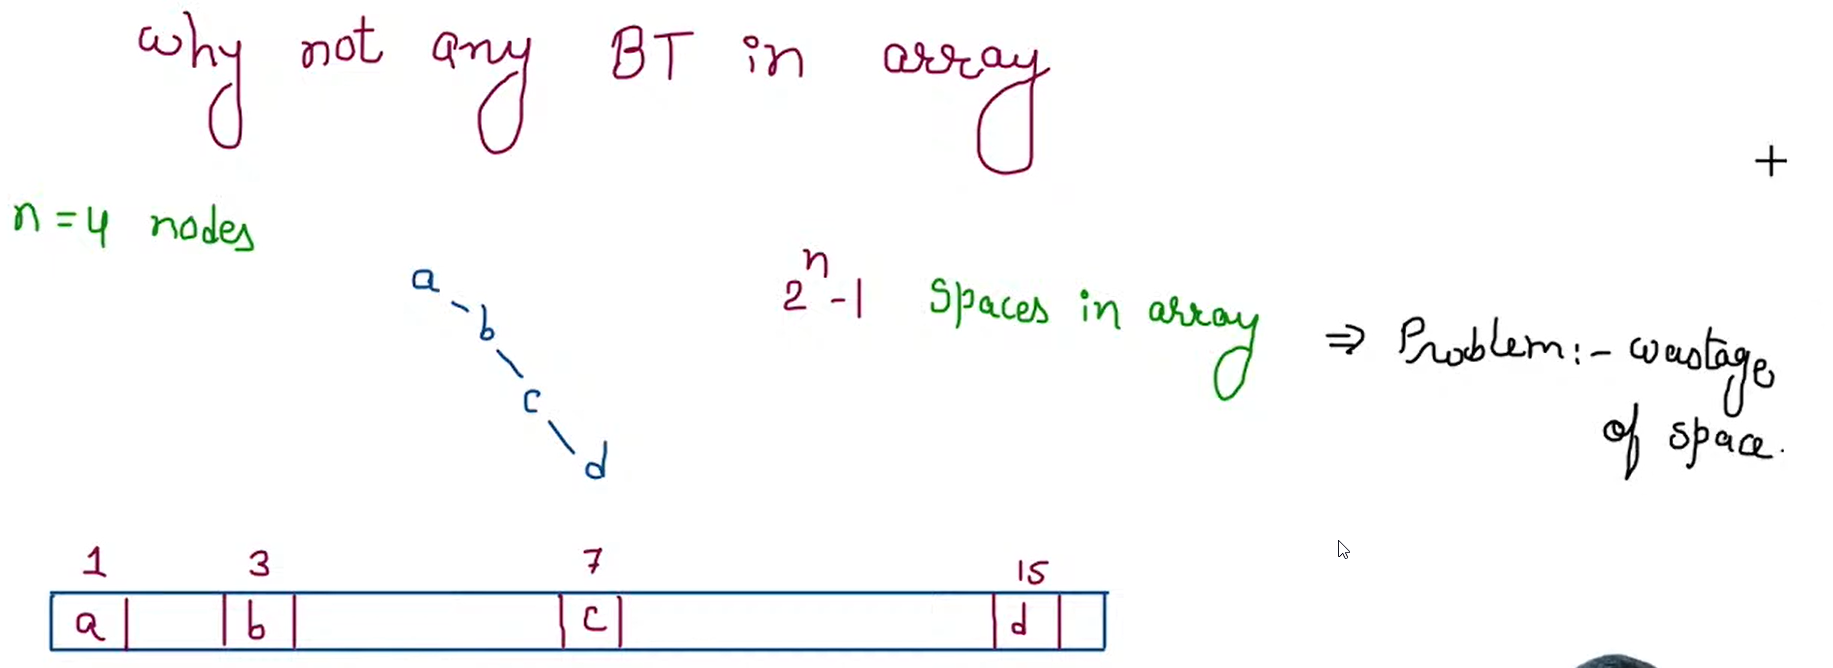 why not any BT in array
n = 4 nodes
a
b
c
d
2^n - 1 Spaces in array
⇒ Problem :- wastage
of space.
1 3 7 15
a b c d